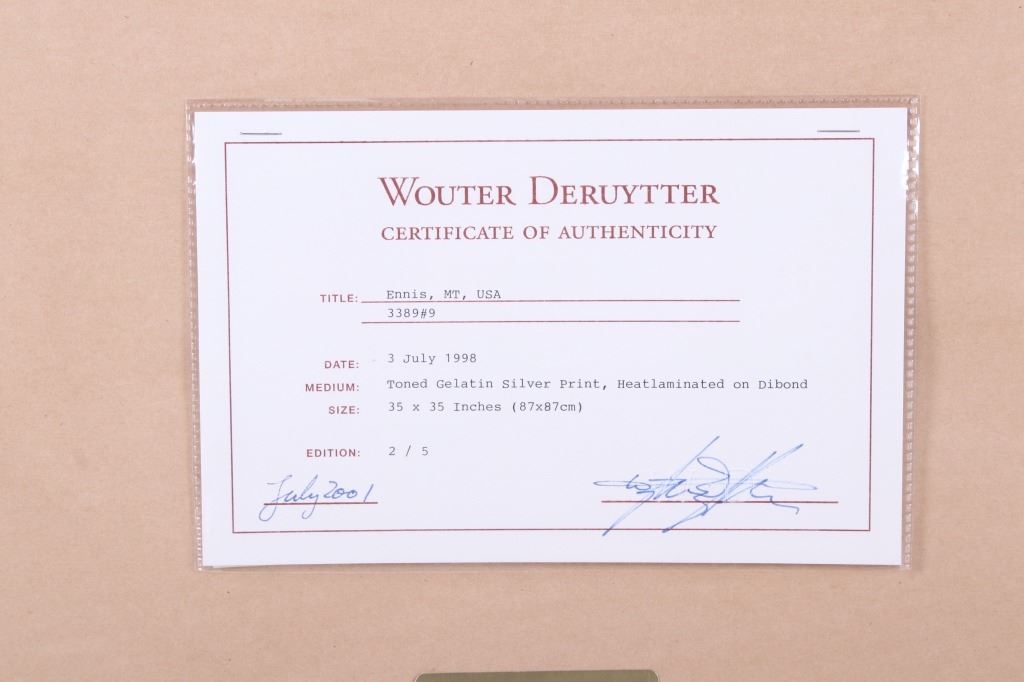 WOUTER DERUYTTER
CERTIFICATE OF AUTHENTICITY
TITLE: Ennis, MT, USA
3389#9
DATE: 3 July 1998
MEDIUM: Toned Gelatin Silver Print, Heatlaminated on Dibond
SIZE: 35 x 35 Inches (87x87cm)
EDITION: 2 / 5
July 2001